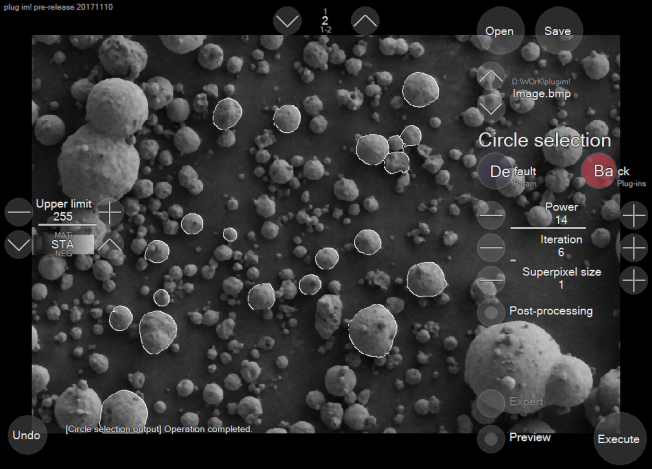 plug im! pre-release 20171110
1
2
1-2
Open
Save
D:\WOrK\plugim!
Image.bmp
Circle selection
Default
Param
Back
Plug-ins
Upper limit
255
MATi
STA
NEG
Power
14
Iteration
6
Superpixel size
1
Post-processing
Expert
Preview
Undo
[Circle selection output] Operation completed.
Execute